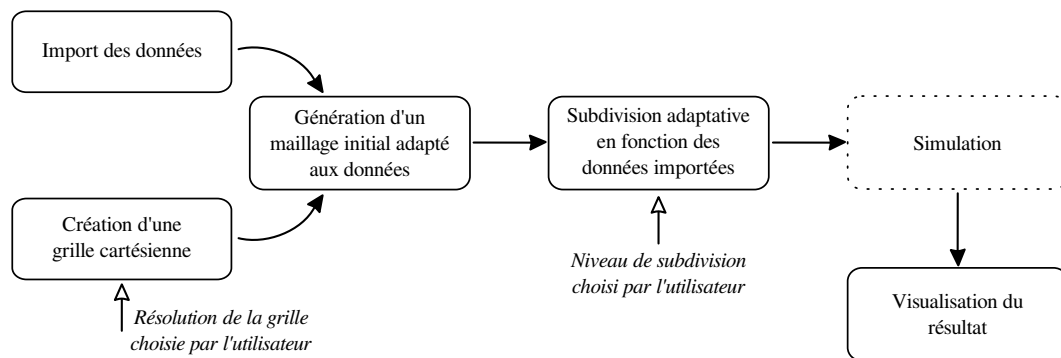 Import des données
Génération d'un
maillage initial adapté
aux données
Subdivision adaptative
en fonction des
données importées
Simulation
Création d'une
grille cartésienne
Niveau de subdivision
choisi par l'utilisateur
Résolution de la grille
choisie par l'utilisateur
Visualisation du
résultat